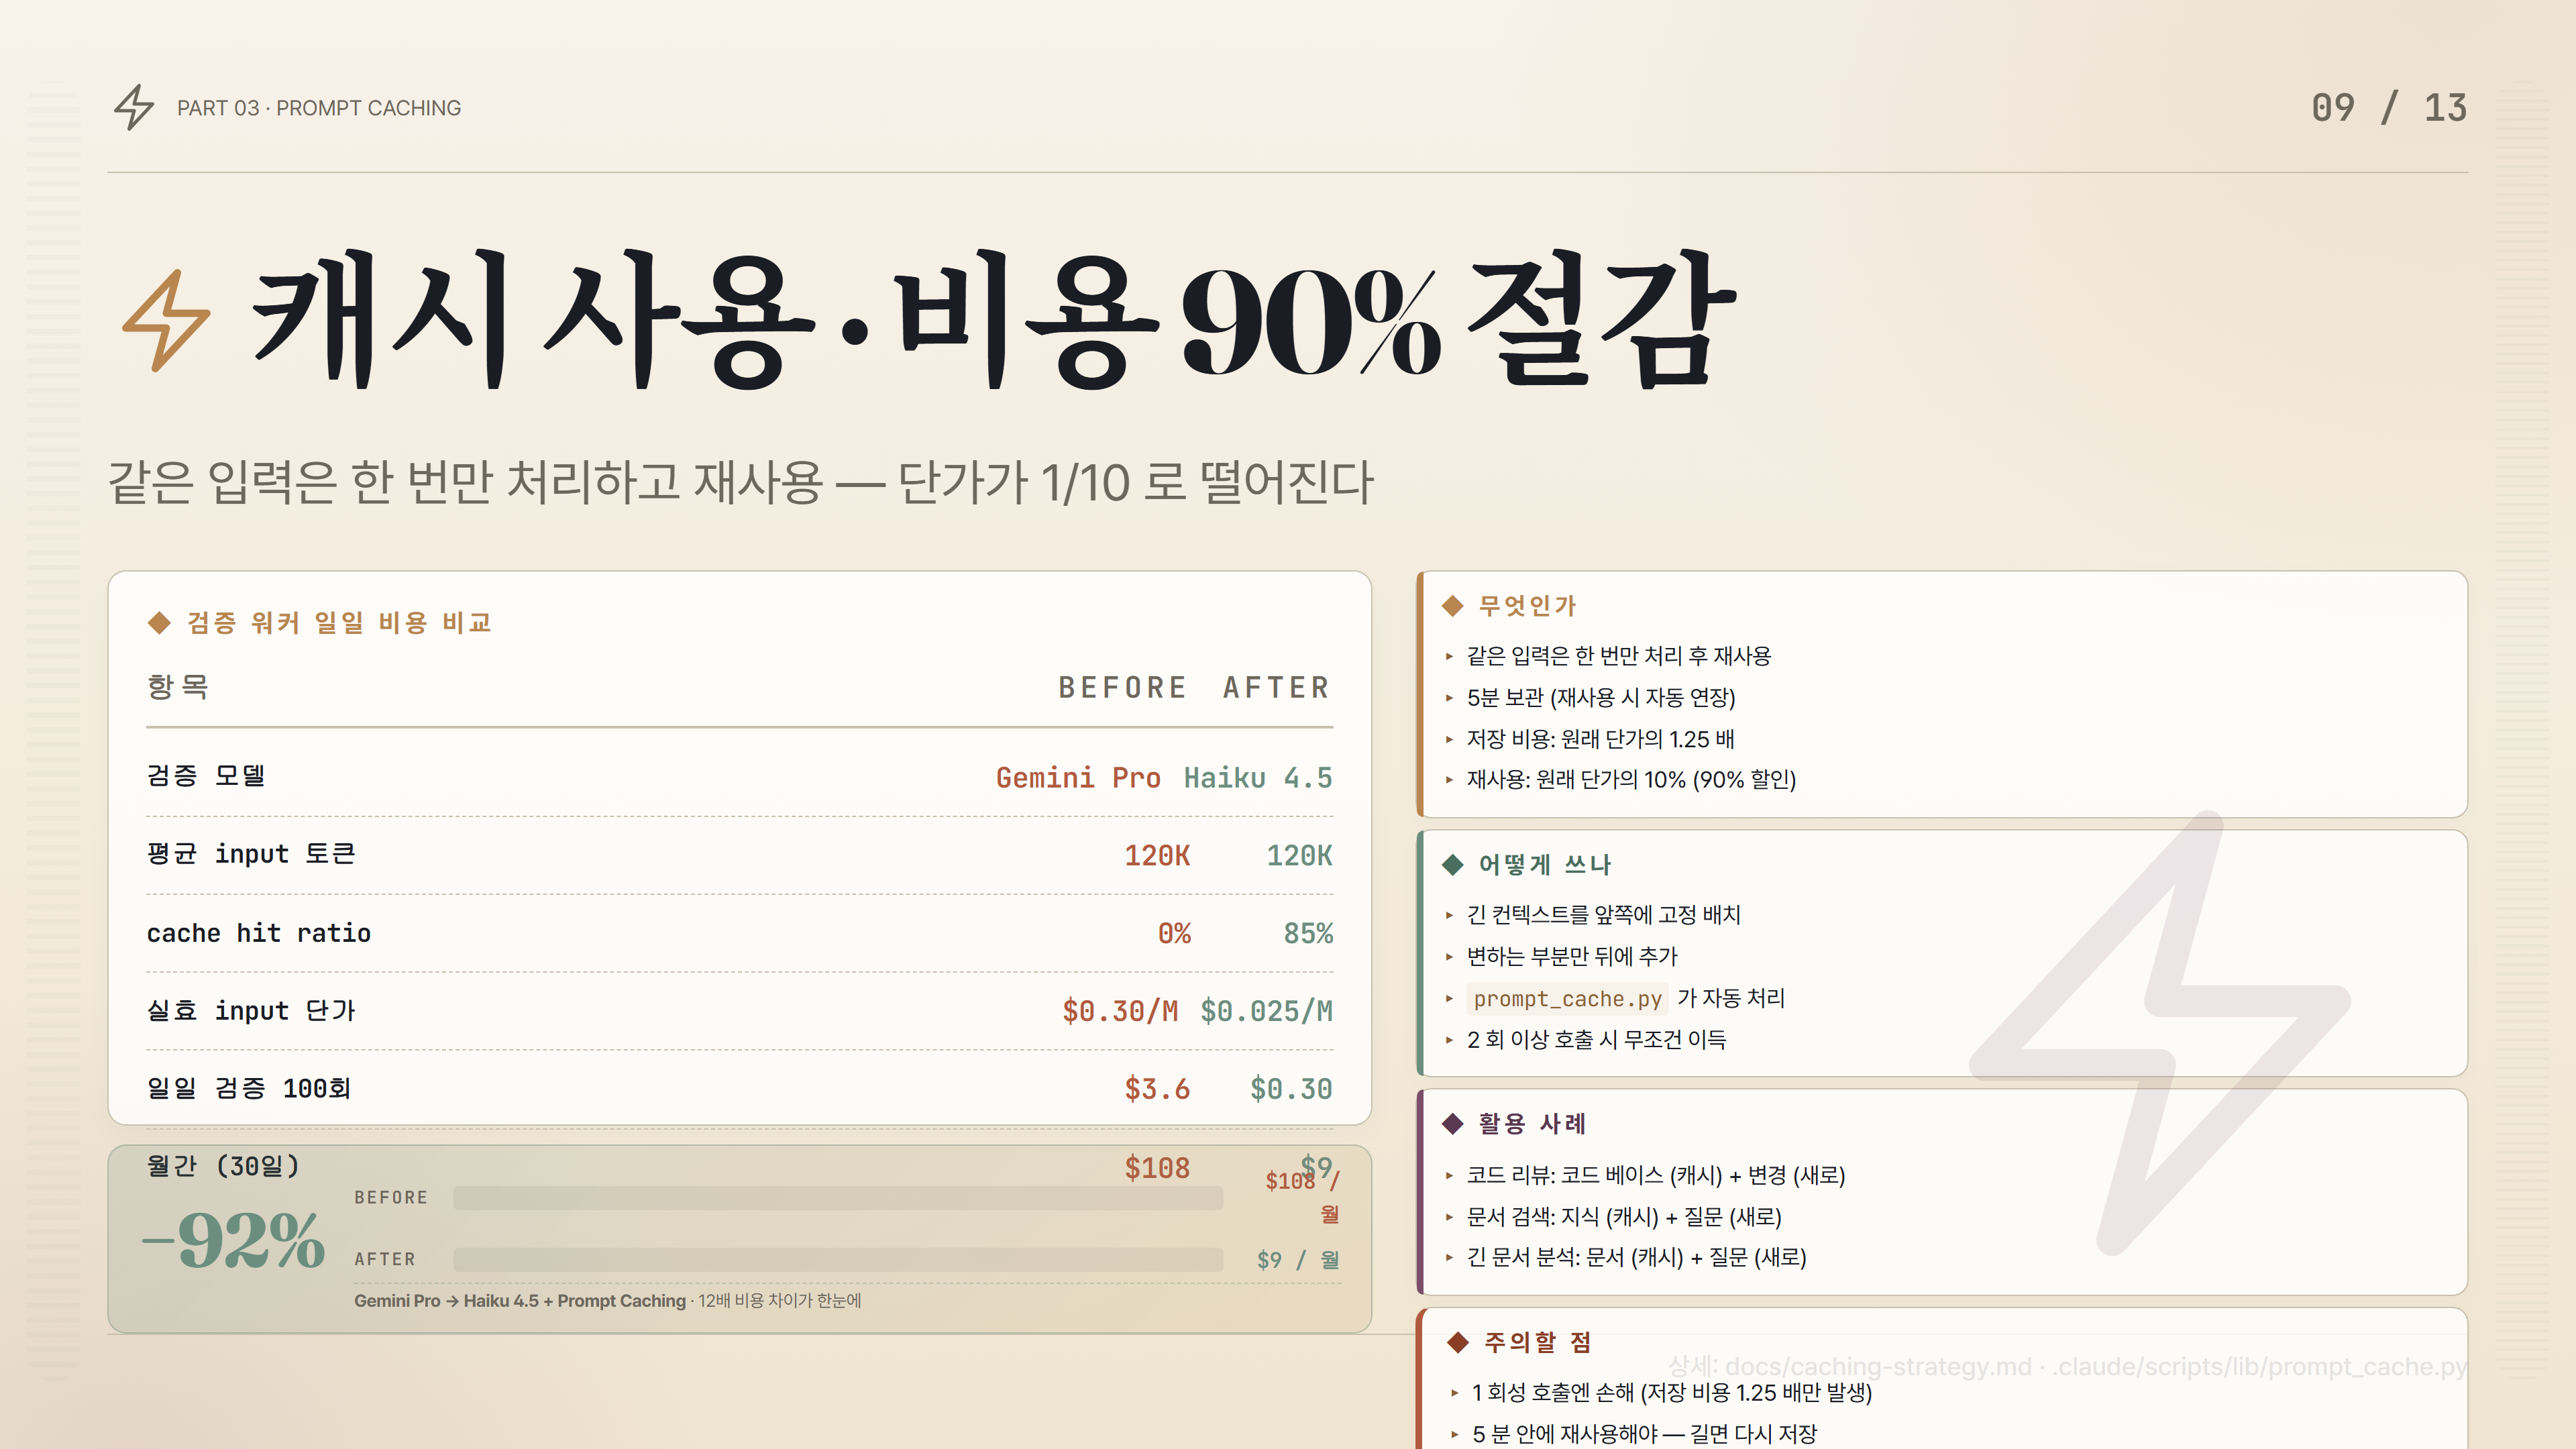 PART 03 · PROMPT CACHING
09 / 13
캐시 사용 · 비용 90% 절감
같은 입력은 한 번만 처리하고 재사용 — 단가가 1/10 로 떨어진다
◆ 검증 워커 일일 비용 비교
항목 BEFORE AFTER
검증 모델 Gemini Pro Haiku 4.5
평균 input 토큰 120K 120K
cache hit ratio 0% 85%
실효 input 단가 $0.30/M $0.025/M
일일 검증 100회 $3.6 $0.30
월간 (30일) $108 $9
−92%
BEFORE $108 /
월
AFTER $9 / 월
Gemini Pro → Haiku 4.5 + Prompt Caching · 12배 비용 차이가 한눈에
◆ 무엇인가
▸ 같은 입력은 한 번만 처리 후 재사용
▸ 5분 보관 (재사용 시 자동 연장)
▸ 저장 비용: 원래 단가의 1.25 배
▸ 재사용: 원래 단가의 10% (90% 할인)
◆ 어떻게 쓰나
▸ 긴 컨텍스트를 앞쪽에 고정 배치
▸ 변하는 부분만 뒤에 추가
▸ prompt_cache.py 가 자동 처리
▸ 2 회 이상 호출 시 무조건 이득
◆ 활용 사례
▸ 코드 리뷰: 코드 베이스 (캐시) + 변경 (새로)
▸ 문서 검색: 지식 (캐시) + 질문 (새로)
▸ 긴 문서 분석: 문서 (캐시) + 질문 (새로)
◆ 주의할 점
상세: docs/caching-strategy.md · .claude/scripts/lib/prompt_cache.py
▸ 1 회성 호출엔 손해 (저장 비용 1.25 배만 발생)
▸ 5 분 안에 재사용해야 — 길면 다시 저장